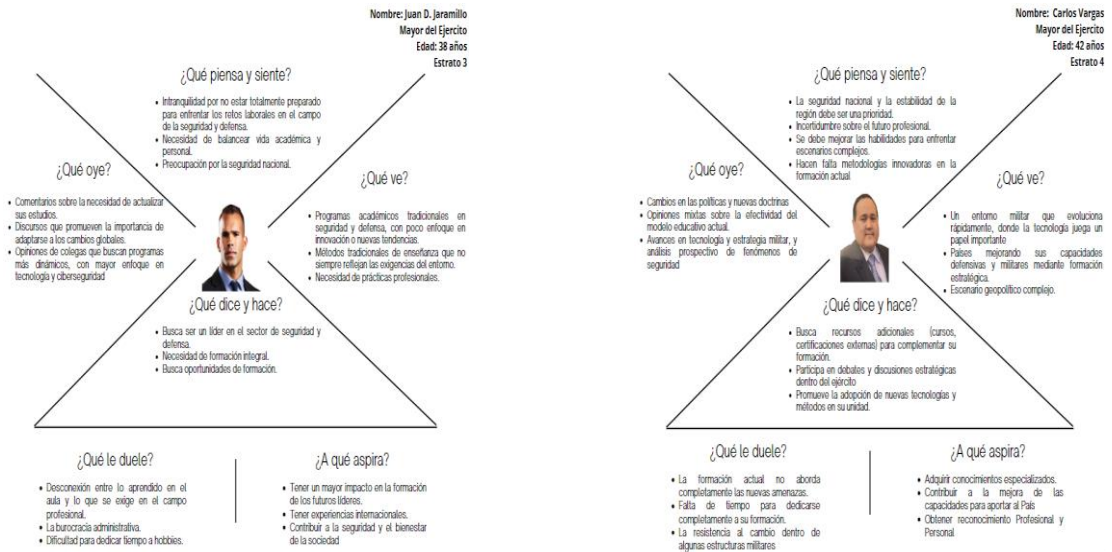 Nombre: Juan D. Jaramillo
Mayor del Ejercito
Edad: 38 años
Estrato 3
¿Qué piensa y siente?
• Intranquilidad por no estar totalmente preparado
para enfrentar los retos laborales en el campo
de la seguridad y defensa.
• Necesidad de balancear vida académica y
personal.
• Preocupación por la seguridad nacional.
¿Qué oye?
• Comentarios sobre la necesidad de actualizar
sus estudios.
• Discursos que promueven la importancia de
adaptarse a los cambios globales.
• Opiniones de colegas que buscan programas
más dinámicos, con mayor enfoque en
tecnología y ciberseguridad
¿Qué ve?
• Programas académicos tradicionales en
seguridad y defensa, con poco enfoque en
innovación o nuevas tendencias.
• Métodos tradicionales de enseñanza que no
siempre reflejan las exigencias del entorno.
• Necesidad de prácticas profesionales.
¿Qué dice y hace?
• Busca ser un líder en el sector de seguridad y
defensa.
• Necesidad de formación integral.
• Busca oportunidades de formación.
¿Qué le duele?
• Desconexión entre lo aprendido en el
aula y lo que se exige en el campo
profesional.
• La burocracia administrativa.
• Dificultad para dedicar tiempo a hobbies.
¿A qué aspira?
• Tener un mayor impacto en la formación
de los futuros líderes.
• Tener experiencias internacionales.
• Contribuir a la seguridad y el bienestar
de la sociedad
Nombre: Carlos Vargas
Mayor del Ejercito
Edad: 42 años
Estrato 4
¿Qué piensa y siente?
• La seguridad nacional y la estabilidad de la
región debe ser una prioridad.
• Incertidumbre sobre el futuro profesional.
• Se debe mejorar las habilidades para enfrentar
escenarios complejos.
• Hacen falta metodologías innovadoras en la
formación actual
¿Qué oye?
• Cambios en las políticas y nuevas doctrinas
• Opiniones mixtas sobre la efectividad del
modelo educativo actual.
• Avances en tecnología y estrategia militar, y
análisis prospectivo de fenómenos de
seguridad
¿Qué ve?
• Un entorno militar que evoluciona
rápidamente, donde la tecnología juega un
papel importante
• Países mejorando sus capacidades
defensivas y militares mediante formación
estratégica.
• Escenario geopolítico complejo.
¿Qué dice y hace?
• Busca recursos adicionales (cursos,
certificaciones externas) para complementar su
formación.
• Participa en debates y discusiones estratégicas
dentro del ejército
• Promueve la adopción de nuevas tecnologías y
métodos en su unidad.
¿Qué le duele?
• La formación actual no aborda
completamente las nuevas amenazas.
• Falta de tiempo para dedicarse
completamente a su formación.
• La resistencia al cambio dentro de
algunas estructuras militares
¿A qué aspira?
• Adquirir conocimientos especializados.
• Contribuir a la mejora de las
capacidades para aportar al País
• Obtener reconocimiento Profesional y
Personal